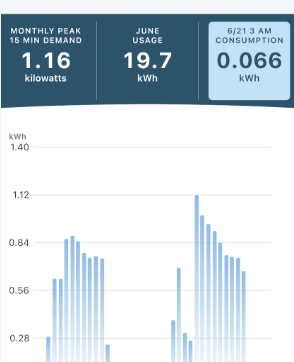 MONTHLY PEAK
15 MIN DEMAND
1.16
kilowatts
JUNE
USAGE
19.7
kWh
6/21 3 AM
CONSUMPTION
0.066
kWh
kWh
1.40
1.12
0.84
0.56
0.28